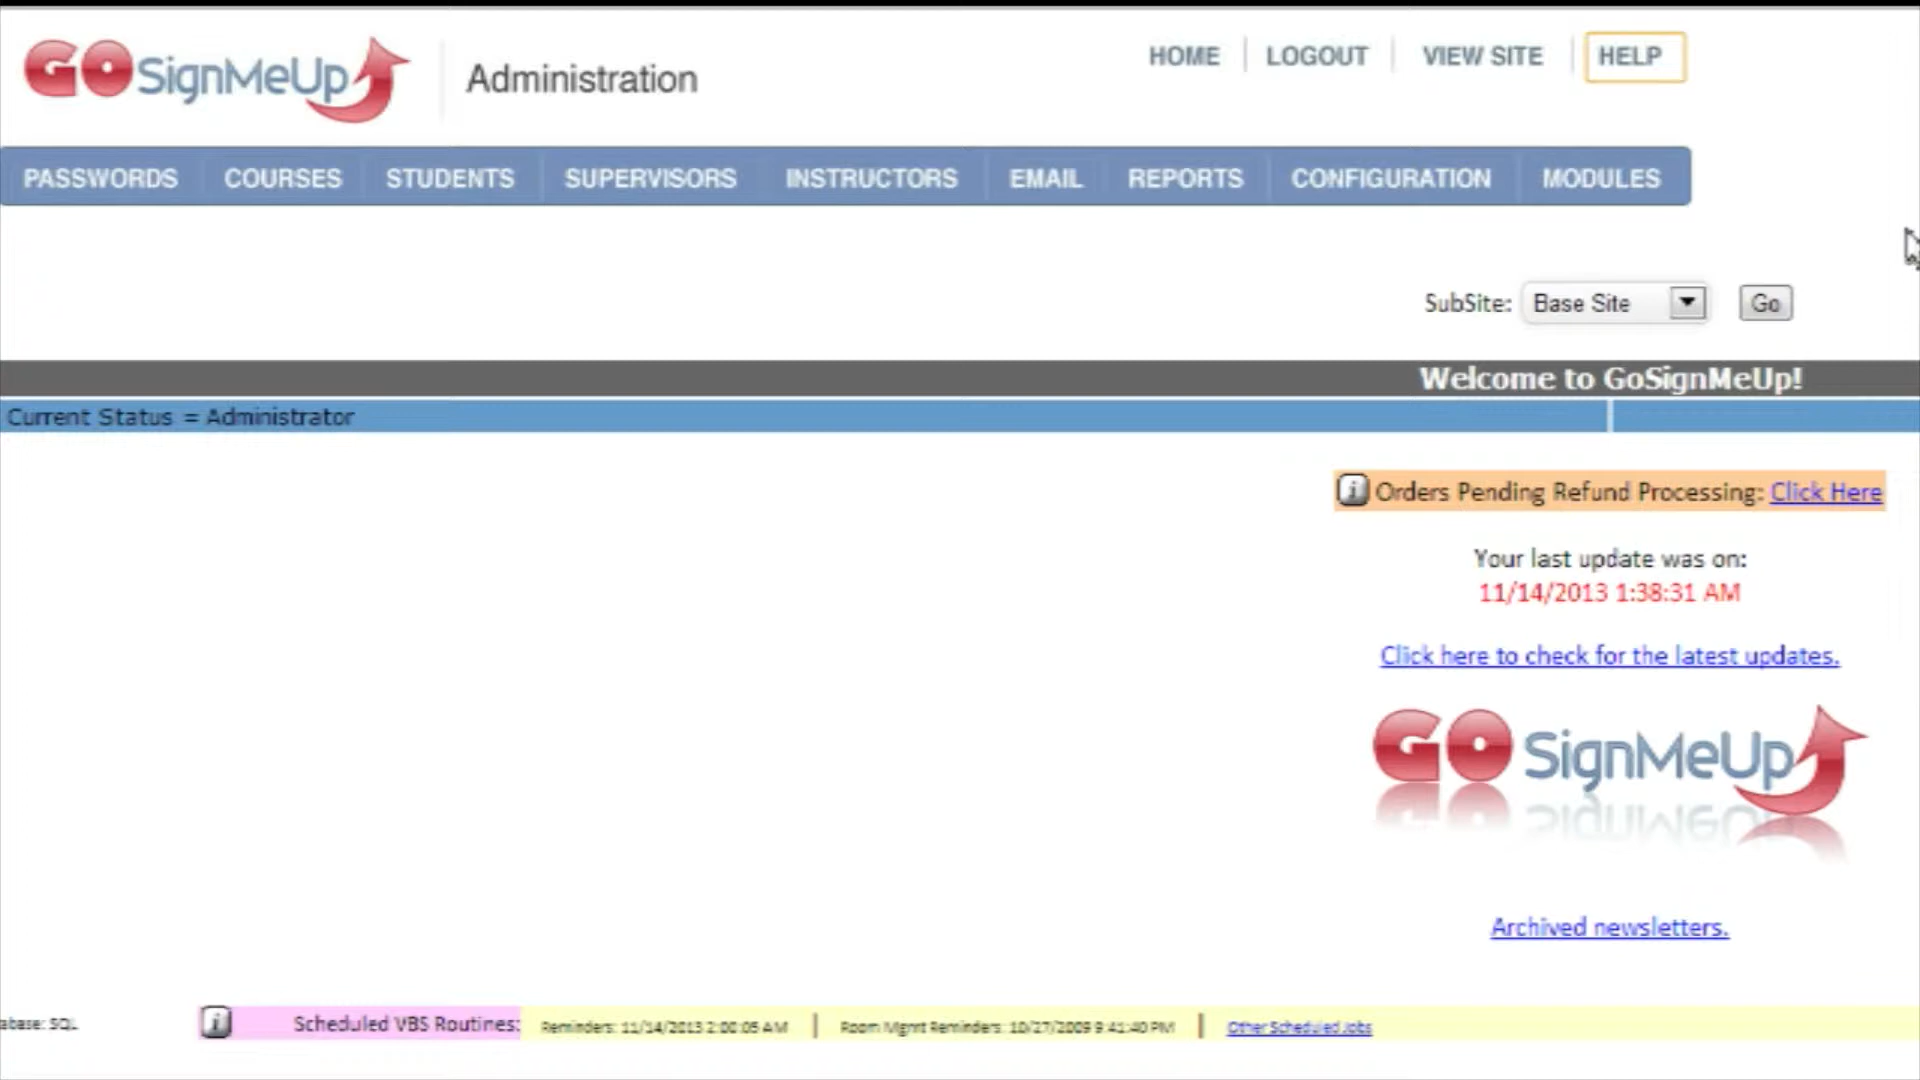 GO SignMeUp
Administration
HOME
LOGOUT
VIEW SITE
HELP
PASSWORDS
COURSES
STUDENTS
SUPERVISORS
INSTRUCTORS
EMAIL
REPORTS
CONFIGURATION
MODULES
SubSite:
Base Site
Go
Welcome to GoSignMeUp!
Current Status = Administrator
Orders Pending Refund Processing: Click Here
Your last update was on:
11/14/2013 1:38:31 AM
Click here to check for the latest updates.
GO SignMeUp
Archived newsletters.
abase: SQL
Scheduled VBS Routines:
Reminders: 11/14/2013 2:00:05 AM
Room Mgmt Reminders: 10/27/2009 9:41:40 PM
Other Scheduled Jobs